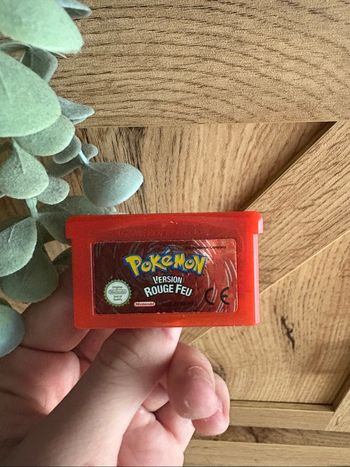 POKéMON
VERSION
ROUGE FEU
Nintendo
CE